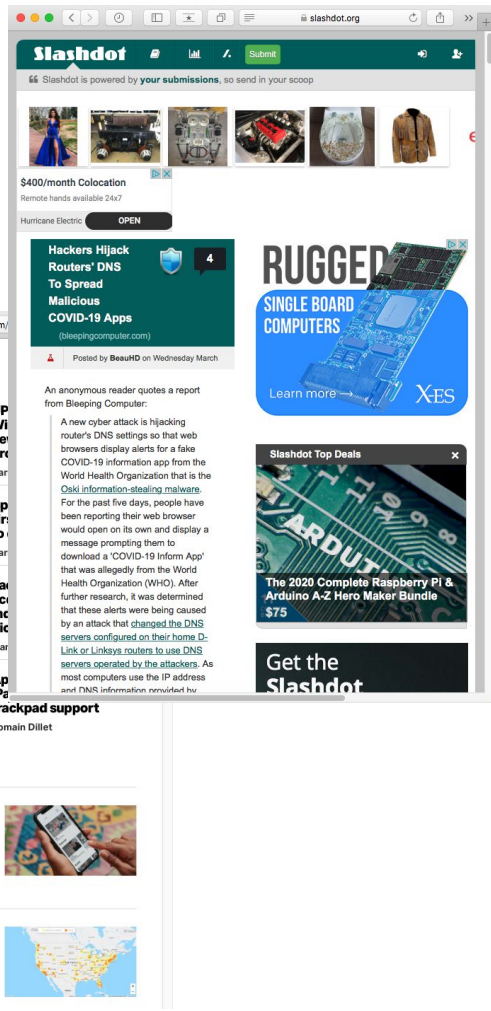 slashdot.org
Slashdot
Submit
Slashdot is powered by your submissions, so send in your scoop
$400/month Colocation
Remote hands available 24x7
Hurricane Electric
OPEN
Hackers Hijack
Routers' DNS
To Spread
Malicious
COVID-19 Apps
(bleepingcomputer.com)
4
Posted by BeauHD on Wednesday March
An anonymous reader quotes a report
from Bleeping Computer:
A new cyber attack is hijacking
router's DNS settings so that web
browsers display alerts for a fake
COVID-19 information app from the
World Health Organization that is the
Oski information-stealing malware.
For the past five days, people have
been reporting their web browser
would open on its own and display a
message prompting them to
download a 'COVID-19 Inform App'
that was allegedly from the World
Health Organization (WHO). After
further research, it was determined
that these alerts were being caused
by an attack that changed the DNS
servers configured on their home D-
Link or Linksys routers to use DNS
servers operated by the attackers. As
most computers use the IP address
and DNS information provided by
RUGGED
SINGLE BOARD
COMPUTERS
Learn more →
X-ES
Slashdot Top Deals
ARDU
The 2020 Complete Raspberry Pi &
Arduino A-Z Hero Maker Bundle
$75
Get the
Slashdot
rackpad support
omain Dillet